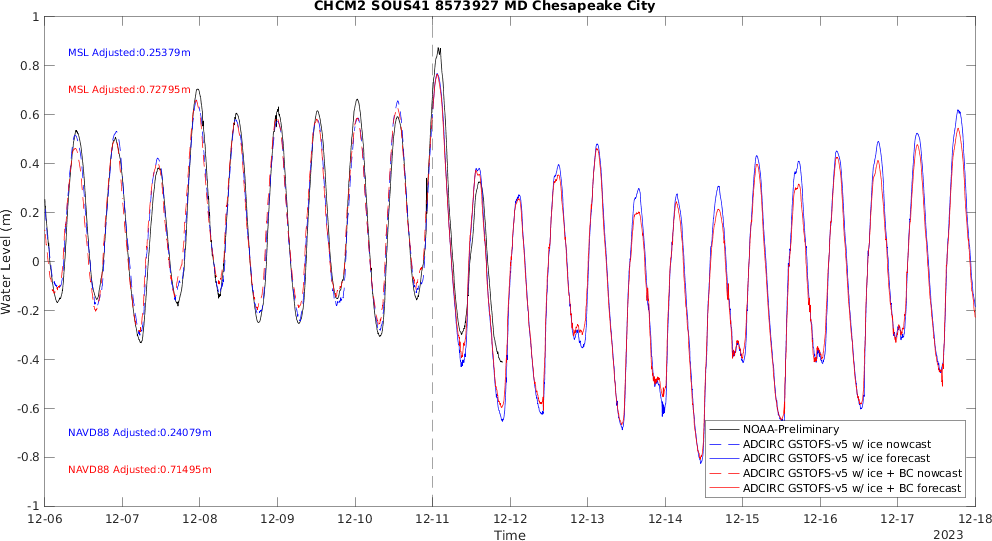 CHCM2 SOUS41 8573927 MD Chesapeake City
1
0.8
0.6
0.4
0.2
0
-0.2
-0.4
-0.6
-0.8
-1
Water Level (m)
MSL Adjusted:0.25379m
MSL Adjusted:0.72795m
NAVD88 Adjusted:0.24079m
NAVD88 Adjusted:0.71495m
NOAA-Preliminary
ADCIRC GSTOFS-v5 w/ ice nowcast
ADCIRC GSTOFS-v5 w/ ice forecast
ADCIRC GSTOFS-v5 w/ ice + BC nowcast
ADCIRC GSTOFS-v5 w/ ice + BC forecast
12-06 12-07 12-08 12-09 12-10 12-11 12-12 12-13 12-14 12-15 12-16 12-17 12-18
Time
2023